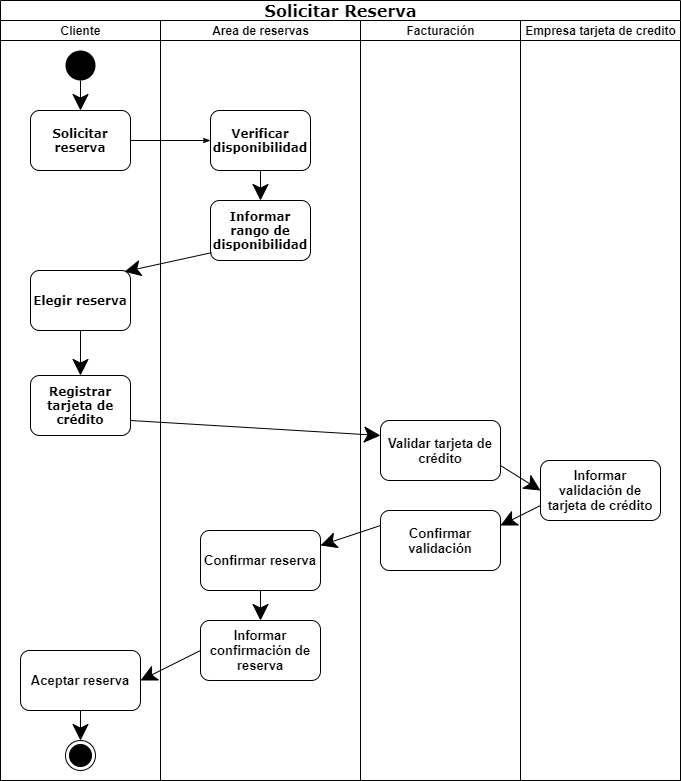 Solicitar Reserva
Cliente
Area de reservas
Facturación
Empresa tarjeta de credito
Solicitar
reserva
Verificar
disponibilidad
Informar
rango de
disponibilidad
Elegir reserva
Registrar
tarjeta de
crédito
Validar tarjeta de
crédito
Informar
validación de
tarjeta de crédito
Confirmar
validación
Confirmar reserva
Informar
confirmación de
reserva
Aceptar reserva